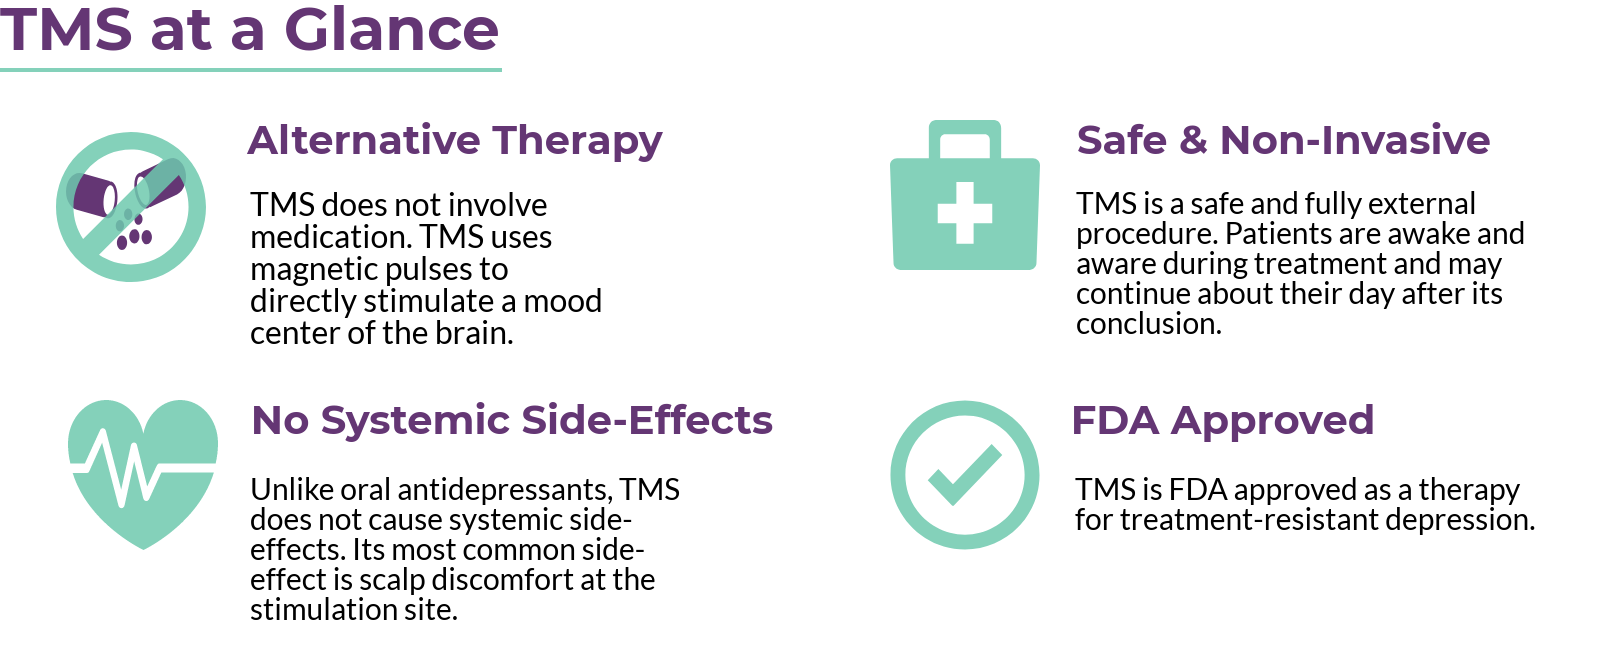 TMS at a Glance
Alternative Therapy
TMS does not involve
medication. TMS uses
magnetic pulses to
directly stimulate a mood
center of the brain.
Safe & Non-Invasive
TMS is a safe and fully external
procedure. Patients are awake and
aware during treatment and may
continue about their day after its
conclusion.
No Systemic Side-Effects
Unlike oral antidepressants, TMS
does not cause systemic side-
effects. Its most common side-
effect is scalp discomfort at the
stimulation site.
FDA Approved
TMS is FDA approved as a therapy
for treatment-resistant depression.